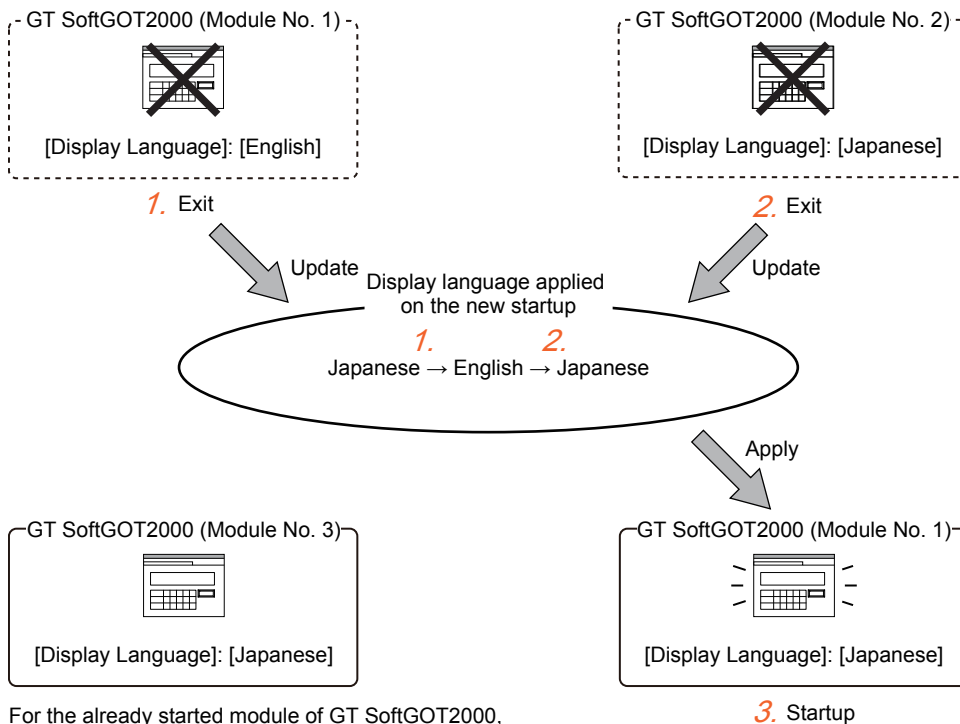 GT SoftGOT2000 (Module No. 1)
[Display Language]: [English]
1. Exit
Update
GT SoftGOT2000 (Module No. 2)
[Display Language]: [Japanese]
2. Exit
Update
Display language applied
on the new startup
1. 2.
Japanese → English → Japanese
Apply
GT SoftGOT2000 (Module No. 3)
[Display Language]: [Japanese]
For the already started module of GT SoftGOT2000,
GT SoftGOT2000 (Module No. 1)
[Display Language]: [Japanese]
3. Startup